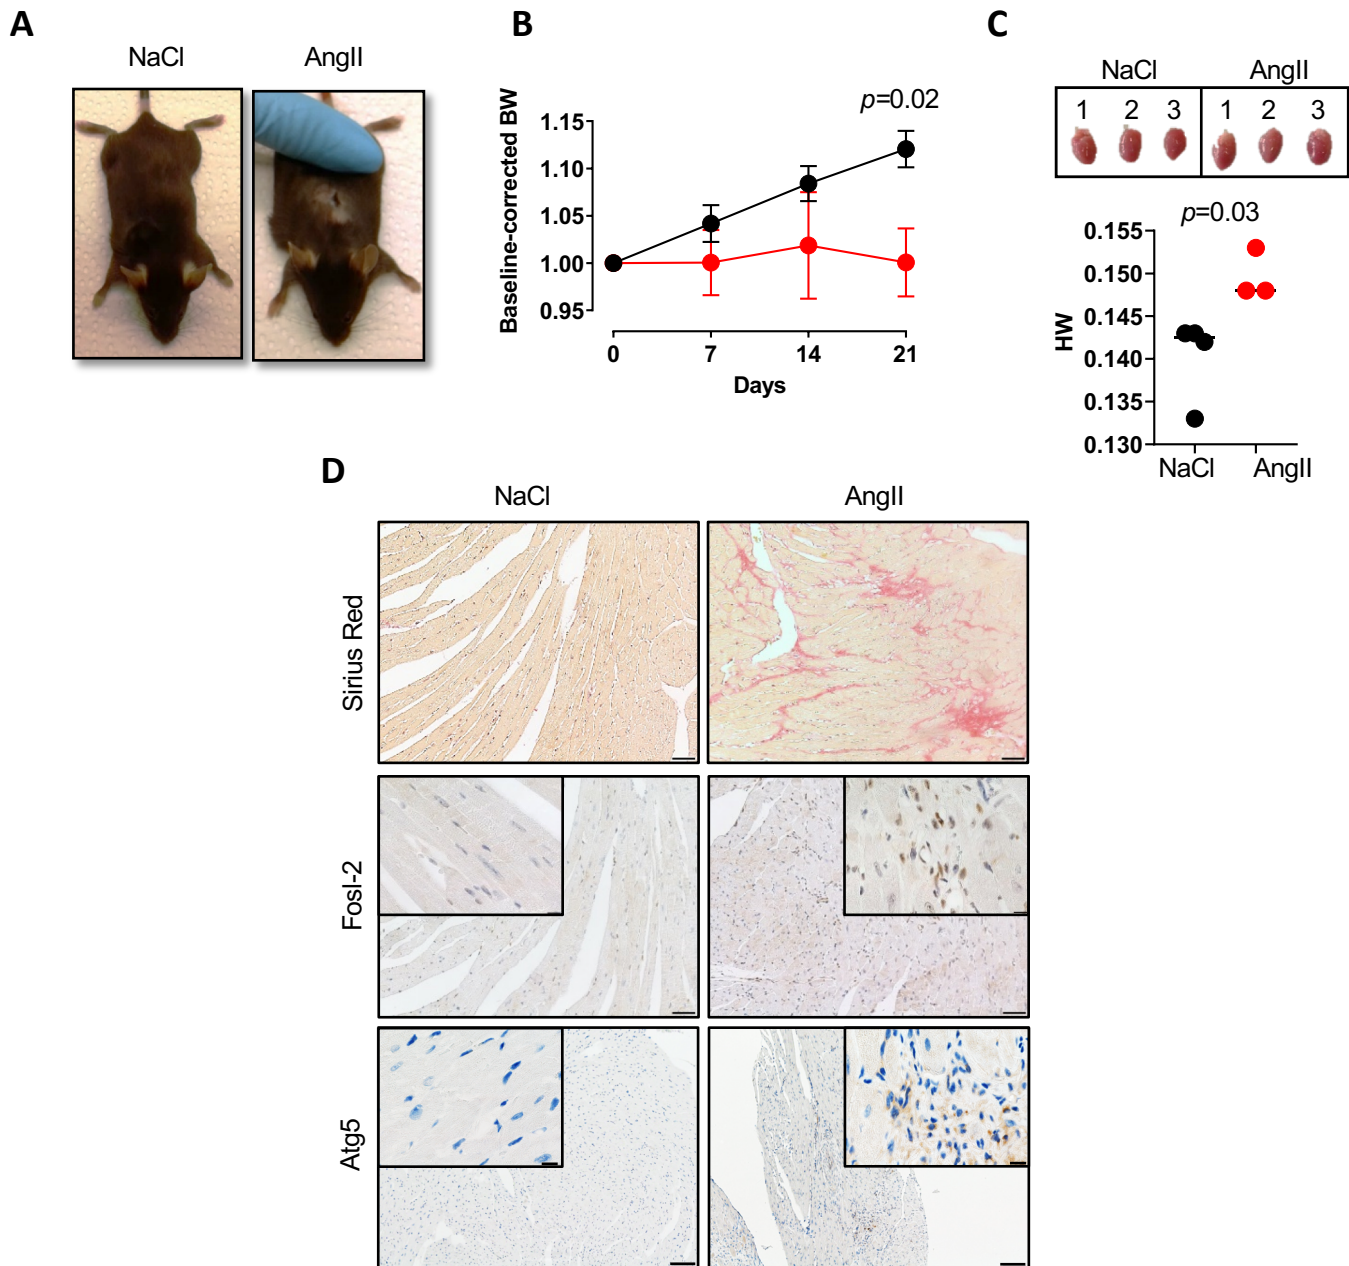 A
NaCl
AngII
B
p=0.02
Baseline-corrected BW
1.15
1.10
1.05
1.00
0.95
0
7
14
21
Days
C
NaCl
AngII
1
2
3
1
2
3
p=0.03
HW
0.155
0.150
0.145
0.140
0.135
0.130
NaCl
AngII
D
NaCl
AngII
Sirius Red
Fosl-2
Atg5